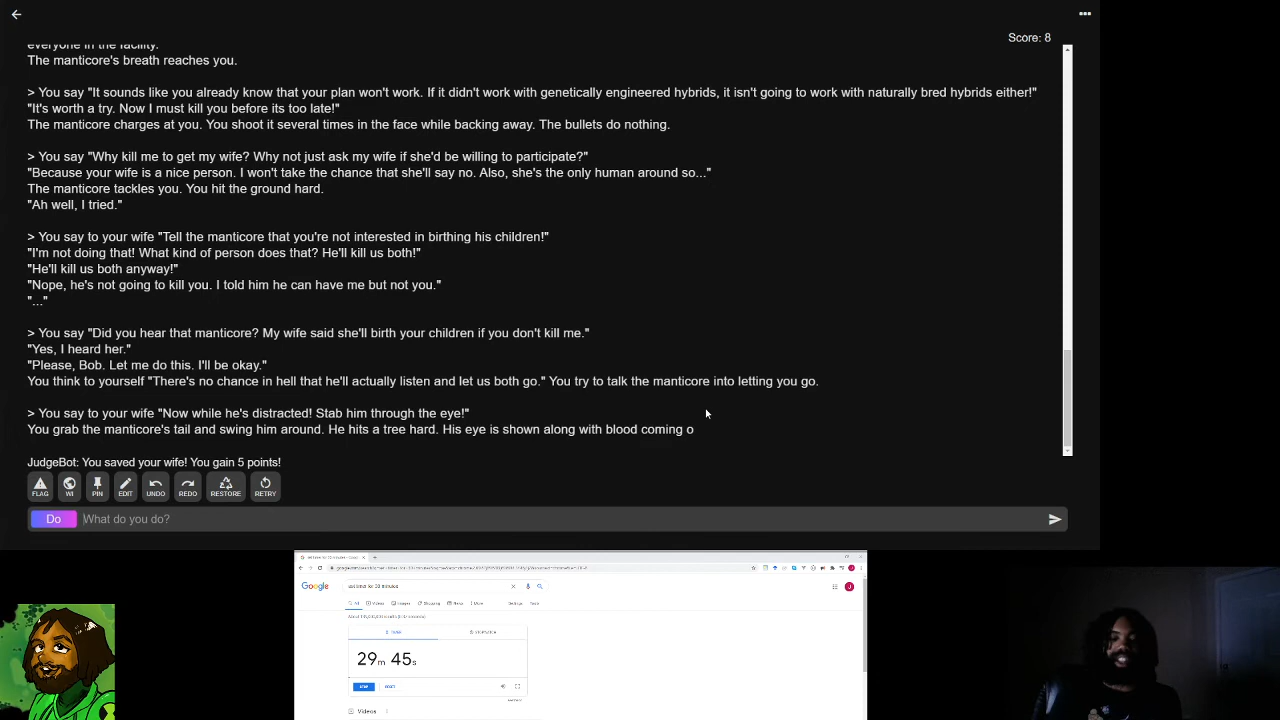 Score: 8
everyone in the facility.
The manticore's breath reaches you.
> You say "It sounds like you already know that your plan won't work. If it didn't work with genetically engineered hybrids, it isn't going to work with naturally bred hybrids either!"
"It's worth a try. Now I must kill you before its too late!"
The manticore charges at you. You shoot it several times in the face while backing away. The bullets do nothing.
> You say "Why kill me to get my wife? Why not just ask my wife if she'd be willing to participate?"
"Because your wife is a nice person. I won't take the chance that she'll say no. Also, she's the only human around so..."
The manticore tackles you. You hit the ground hard.
"Ah well, I tried."
> You say to your wife "Tell the manticore that you're not interested in birthing his children!"
"I'm not doing that! What kind of person does that? He'll kill us both!"
"He'll kill us both anyway!"
"Nope, he's not going to kill you. I told him he can have me but not you."
"..."
> You say "Did you hear that manticore? My wife said she'll birth your children if you don't kill me."
"Yes, I heard her."
"Please, Bob. Let me do this. I'll be okay."
You think to yourself "There's no chance in hell that he'll actually listen and let us both go." You try to talk the manticore into letting you go.
> You say to your wife "Now while he's distracted! Stab him through the eye!"
You grab the manticore's tail and swing him around. He hits a tree hard. His eye is shown along with blood coming o
JudgeBot: You saved your wife! You gain 5 points!
FLAG WI PIN EDIT UNDO REDO RESTORE RETRY
Do What do you do?
Google
All Videos Images Shopping News More Settings Tools
TIMER STOPWATCH
29m 45s
STOP RESET
Videos